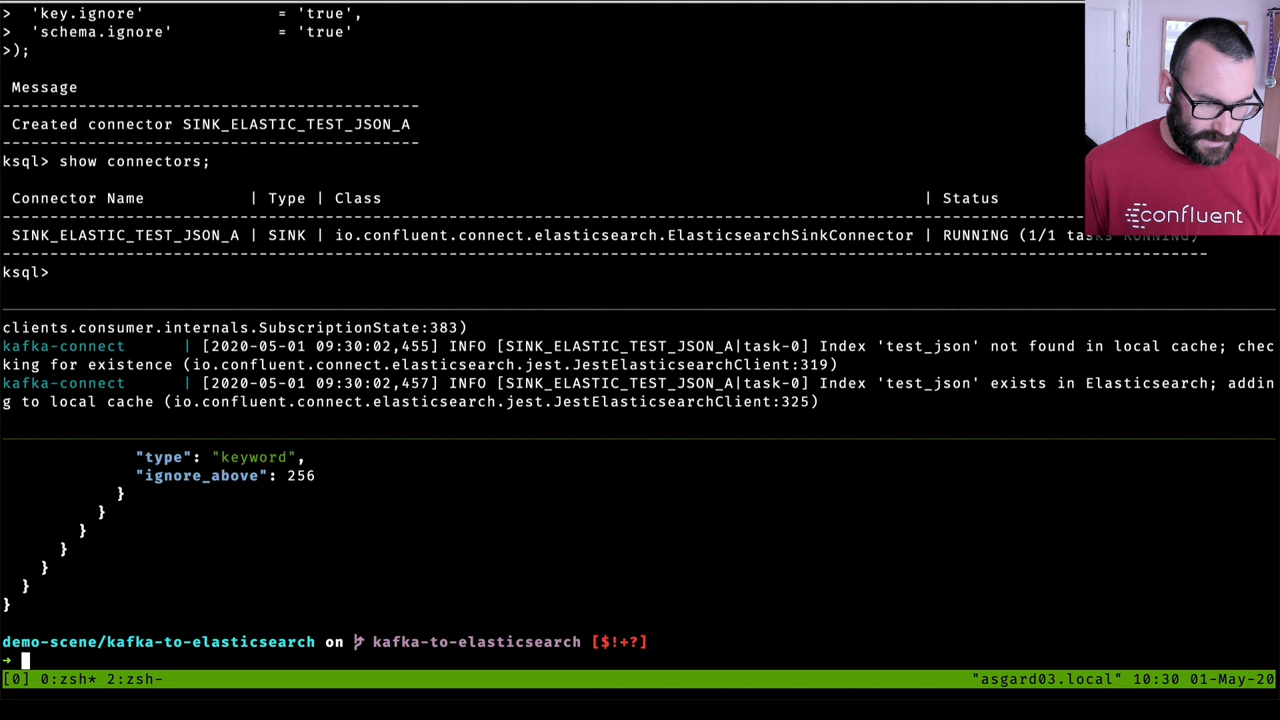 >  'key.ignore'                 = 'true',
>  'schema.ignore'              = 'true'
>);
Message
Created connector SINK_ELASTIC_TEST_JSON_A
ksql> show connectors;
Connector Name | Type | Class | Status
SINK_ELASTIC_TEST_JSON_A | SINK | io.confluent.connect.elasticsearch.ElasticsearchSinkConnector | RUNNING (1/1 tasks RUNNING)
ksql>
confluent
clients.consumer.internals.SubscriptionState:383)
kafka-connect | [2020-05-01 09:30:02,455] INFO [SINK_ELASTIC_TEST_JSON_A|task-0] Index 'test_json' not found in local cache; chec
king for existence (io.confluent.connect.elasticsearch.jest.JestElasticsearchClient:319)
kafka-connect | [2020-05-01 09:30:02,457] INFO [SINK_ELASTIC_TEST_JSON_A|task-0] Index 'test_json' exists in Elasticsearch; addin
g to local cache (io.confluent.connect.elasticsearch.jest.JestElasticsearchClient:325)
"type": "keyword",
"ignore_above": 256
}
}
}
}
}
}
}
demo-scene/kafka-to-elasticsearch on kafka-to-elasticsearch [$!+?]
➜
[0] 0:zsh* 2:zsh- "asgard03.local" 10:30 01-May-20